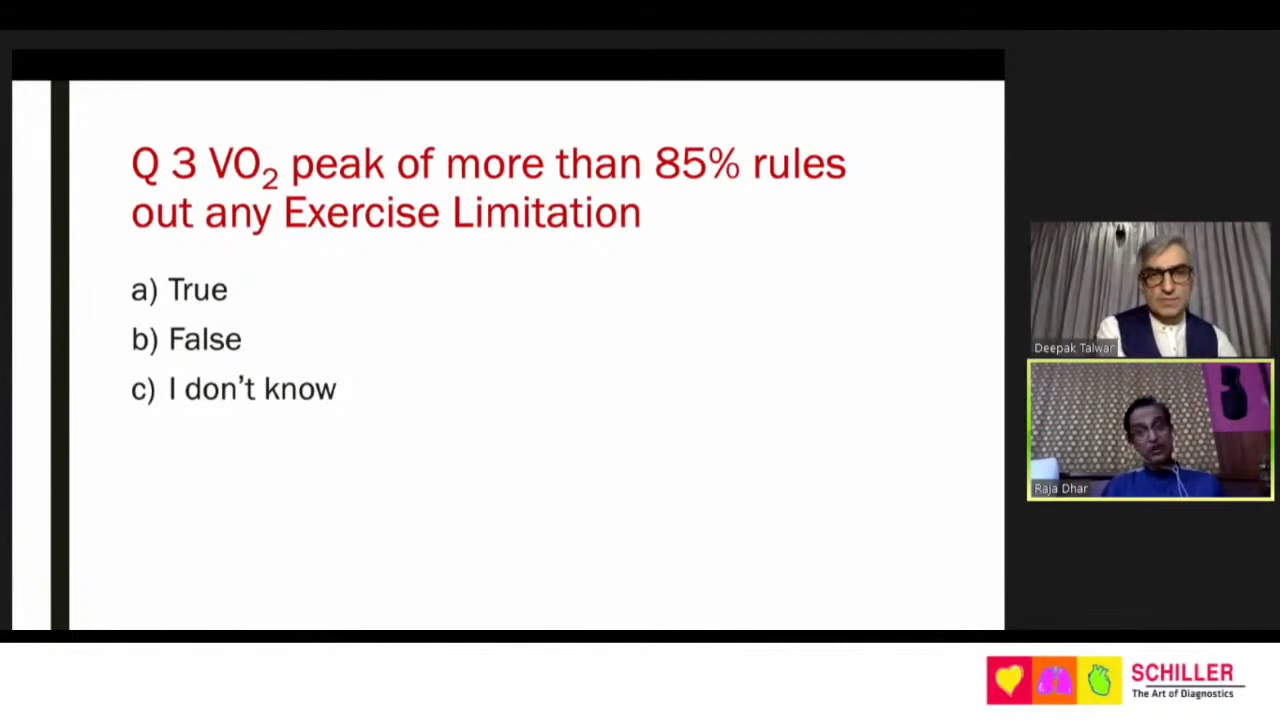 Q 3 VO₂ peak of more than 85% rules
out any Exercise Limitation
a) True
b) False
c) I don’t know
Deepak Talwar
Raja Dhar
SCHILLER
The Art of Diagnostics